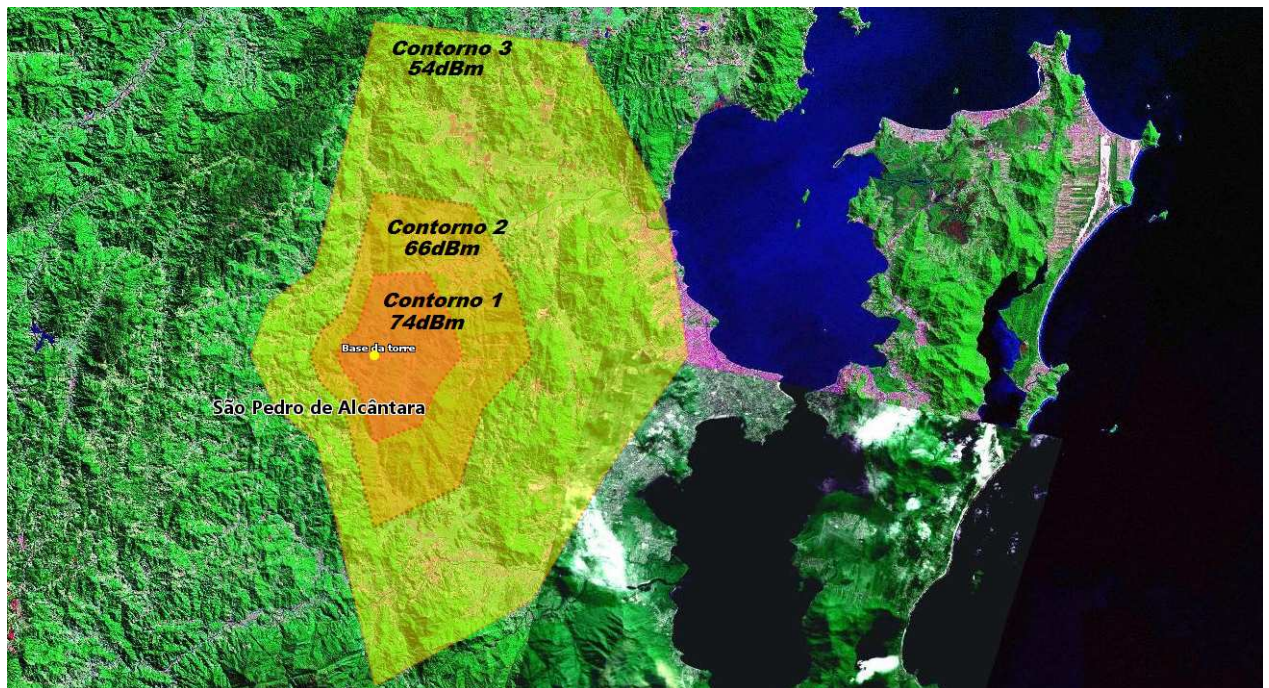 Contorno 3
54dBm
Contorno 2
66dBm
Contorno 1
74dBm
Base da torre
São Pedro de Alcântara